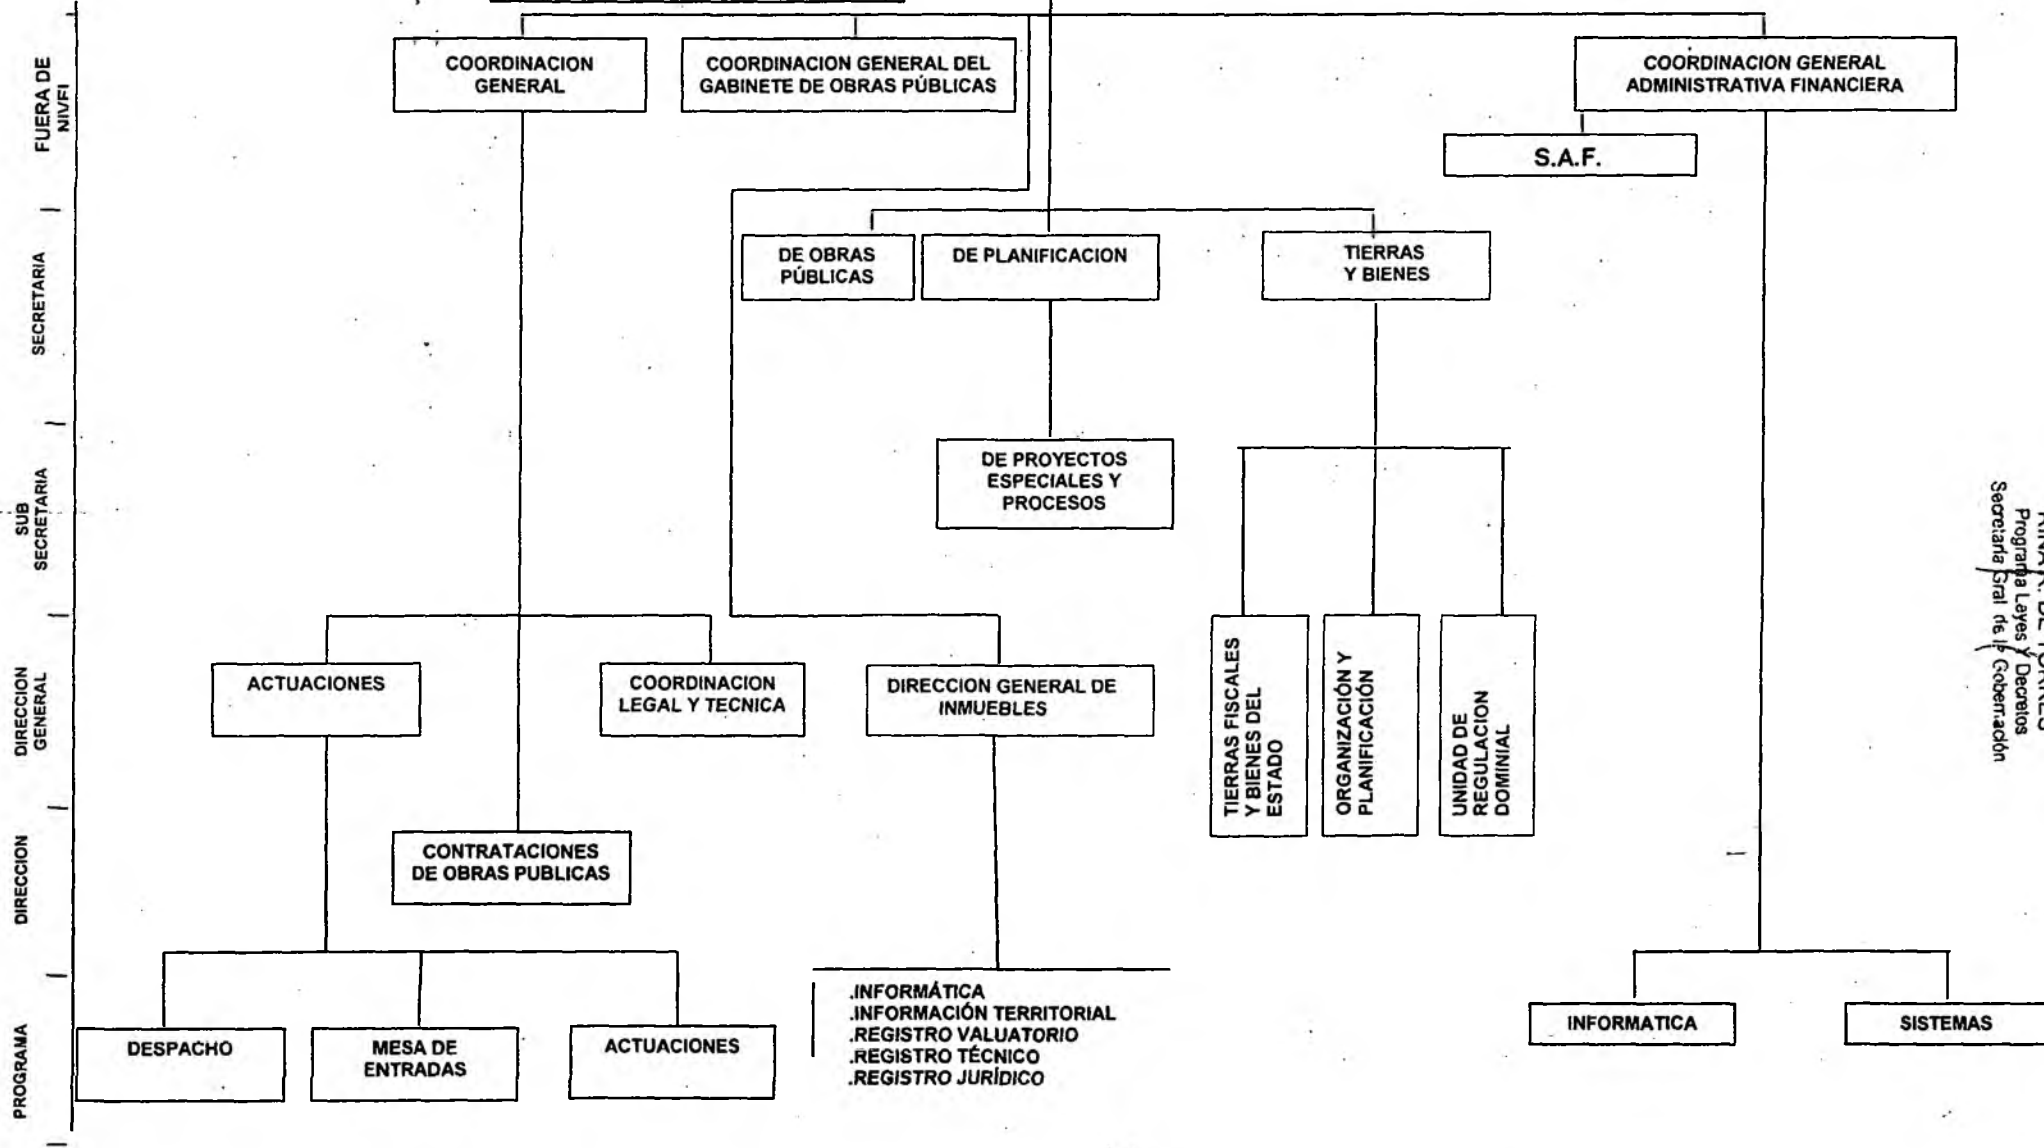 FUERA DE
NIVEL
COORDINACION
GENERAL
COORDINACION GENERAL DEL
GABINETE DE OBRAS PÚBLICAS
COORDINACION GENERAL
ADMINISTRATIVA FINANCIERA
S.A.F.
SECRETARIA
DE OBRAS
PÚBLICAS
DE PLANIFICACION
TIERRAS
Y BIENES
SUB
SECRETARIA
DE PROYECTOS
ESPECIALES Y
PROCESOS
DIRECCION
GENERAL
ACTUACIONES
COORDINACION
LEGAL Y TECNICA
DIRECCION GENERAL DE
INMUEBLES
TIERRAS FISCALES
Y BIENES DEL
ESTADO
ORGANIZACIÓN Y
PLANIFICACIÓN
UNIDAD DE
REGULACION
DOMINIAL
DIRECCION
CONTRATACIONES
DE OBRAS PUBLICAS
PROGRAMA
DESPACHO
MESA DE
ENTRADAS
ACTUACIONES
.INFORMÁTICA
.INFORMACIÓN TERRITORIAL
.REGISTRO VALUATORIO
.REGISTRO TÉCNICO
.REGISTRO JURÍDICO
INFORMATICA
SISTEMAS
DE TORRES
Programa Leyes y Decretos
Secretaría Gral de la Gobernación